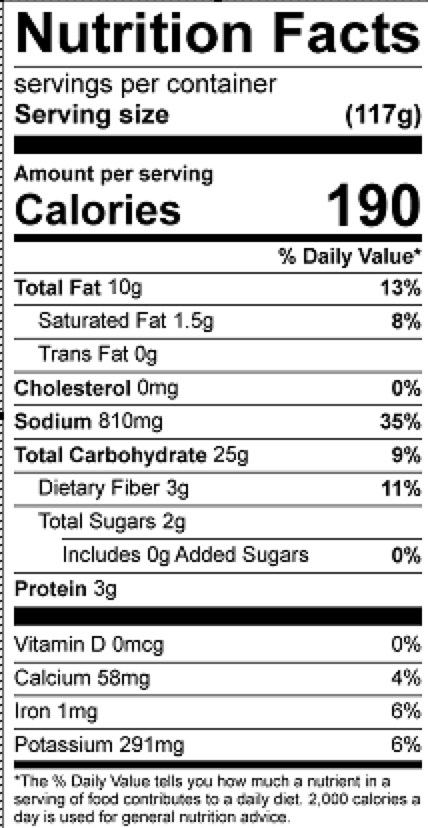 Nutrition Facts
servings per container
Serving size (117g)
Amount per serving
Calories 190
% Daily Value*
Total Fat 10g 13%
Saturated Fat 1.5g 8%
Trans Fat 0g
Cholesterol 0mg 0%
Sodium 810mg 35%
Total Carbohydrate 25g 9%
Dietary Fiber 3g 11%
Total Sugars 2g
Includes 0g Added Sugars 0%
Protein 3g
Vitamin D 0mcg 0%
Calcium 58mg 4%
Iron 1mg 6%
Potassium 291mg 6%
*The % Daily Value tells you how much a nutrient in a
serving of food contributes to a daily diet. 2,000 calories a
day is used for general nutrition advice.